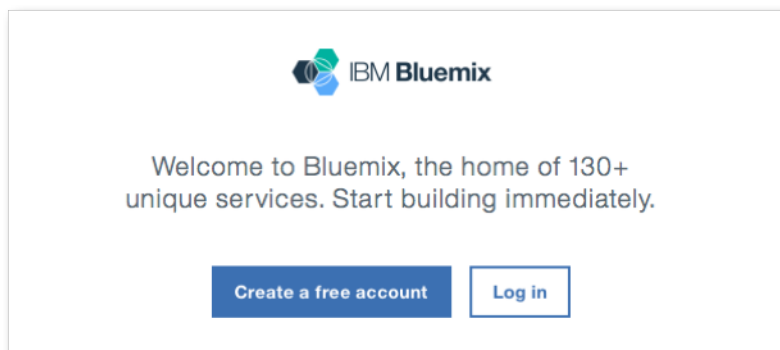 IBM Bluemix
Welcome to Bluemix, the home of 130+
unique services. Start building immediately.
Create a free account
Log in